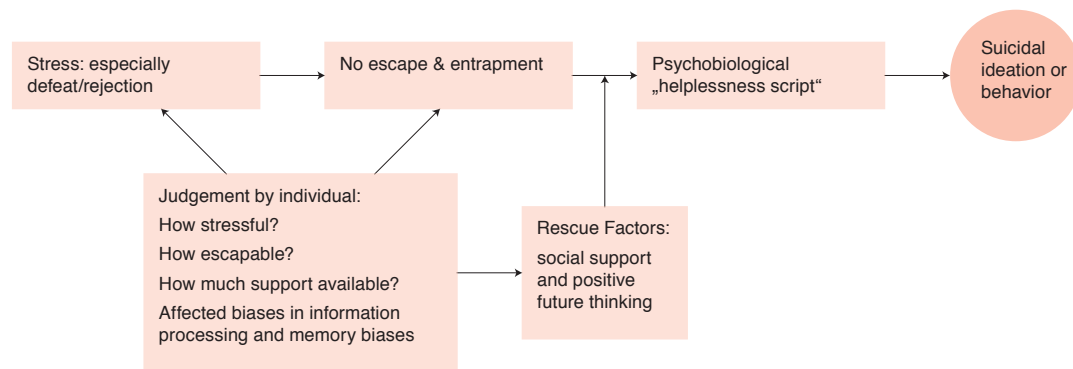 Stress: especially
defeat/rejection
No escape & entrapment
Psychobiological
„helplessness script“
Suicidal
ideation or
behavior
Judgement by individual:
How stressful?
How escapable?
How much support available?
Affected biases in information
processing and memory biases
Rescue Factors:
social support
and positive
future thinking